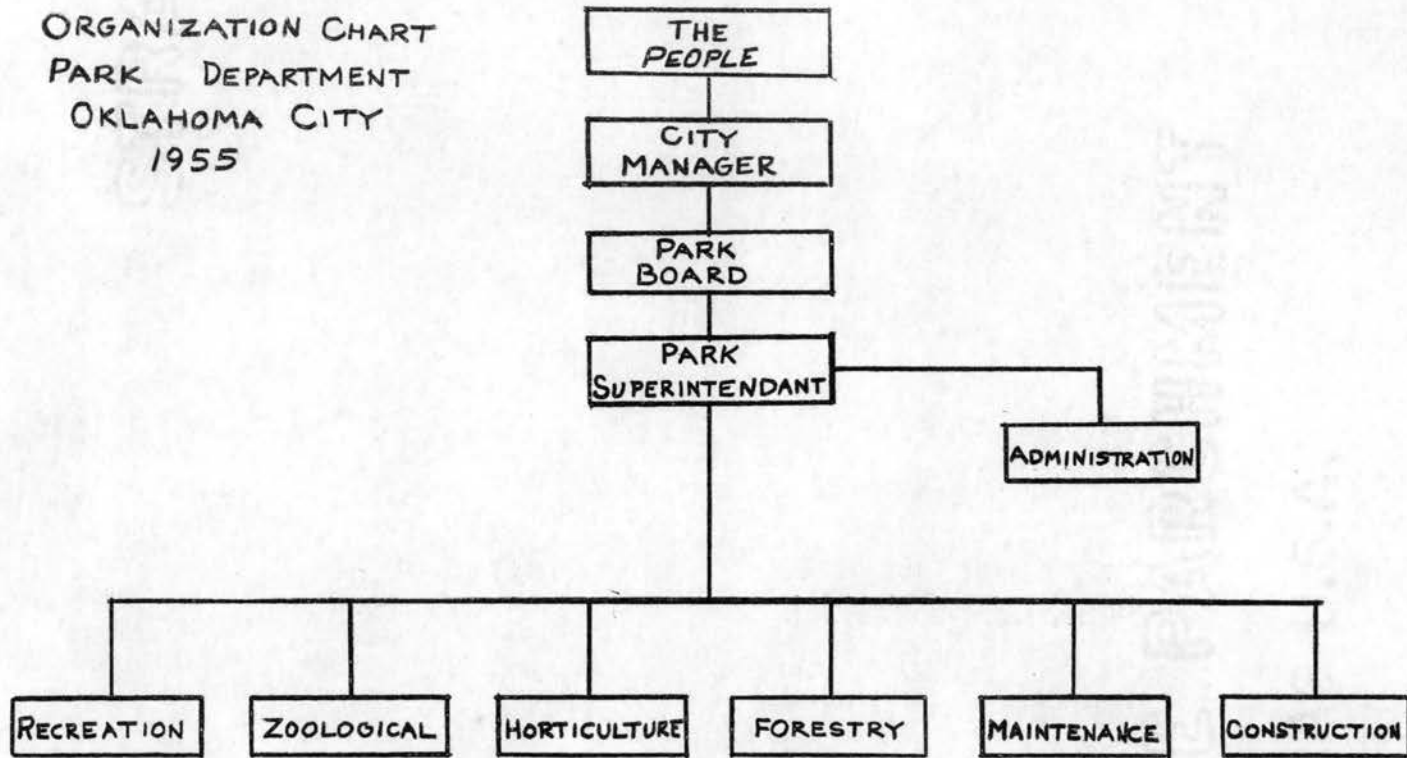 ORGANIZATION CHART
PARK DEPARTMENT
OKLAHOMA CITY
1955
THE
PEOPLE
CITY
MANAGER
PARK
BOARD
PARK
SUPERINTENDANT
ADMINISTRATION
RECREATION
ZOOLOGICAL
HORTICULTURE
FORESTRY
MAINTENANCE
CONSTRUCTION